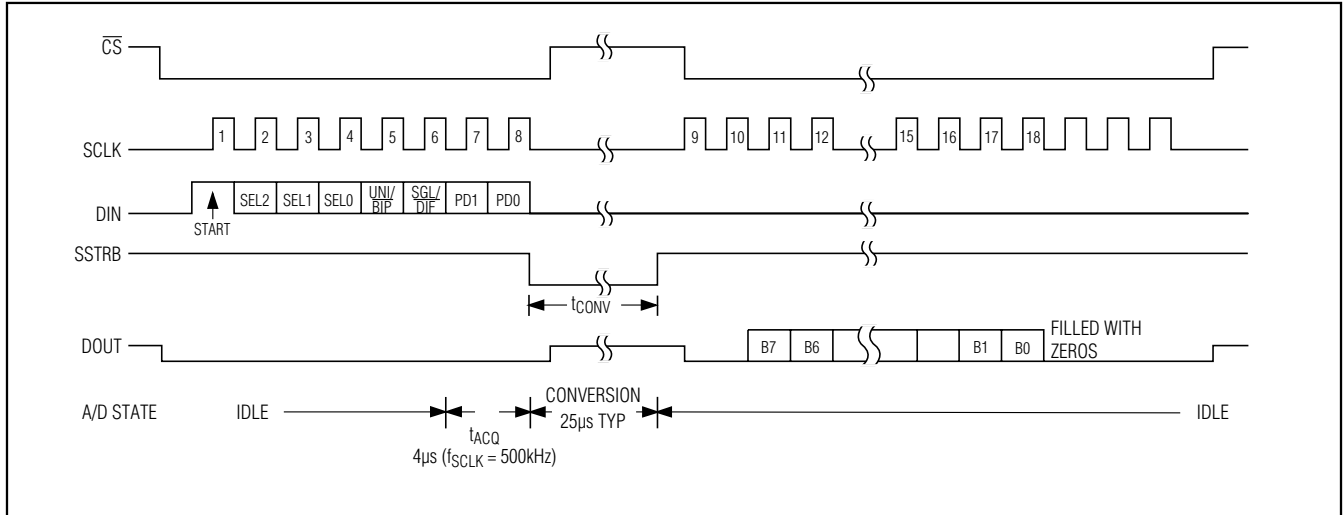 CS
SCLK 1 2 3 4 5 6 7 8 9 10 11 12 15 16 17 18
DIN SEL2 SEL1 SEL0 UNI/BIP SGL/DIF PD1 PD0
START
SSTRB
tCONV
DOUT B7 B6 B1 B0 FILLED WITH ZEROS
A/D STATE IDLE CONVERSION 25µs TYP IDLE
tACQ
4µs (fSCLK = 500kHz)